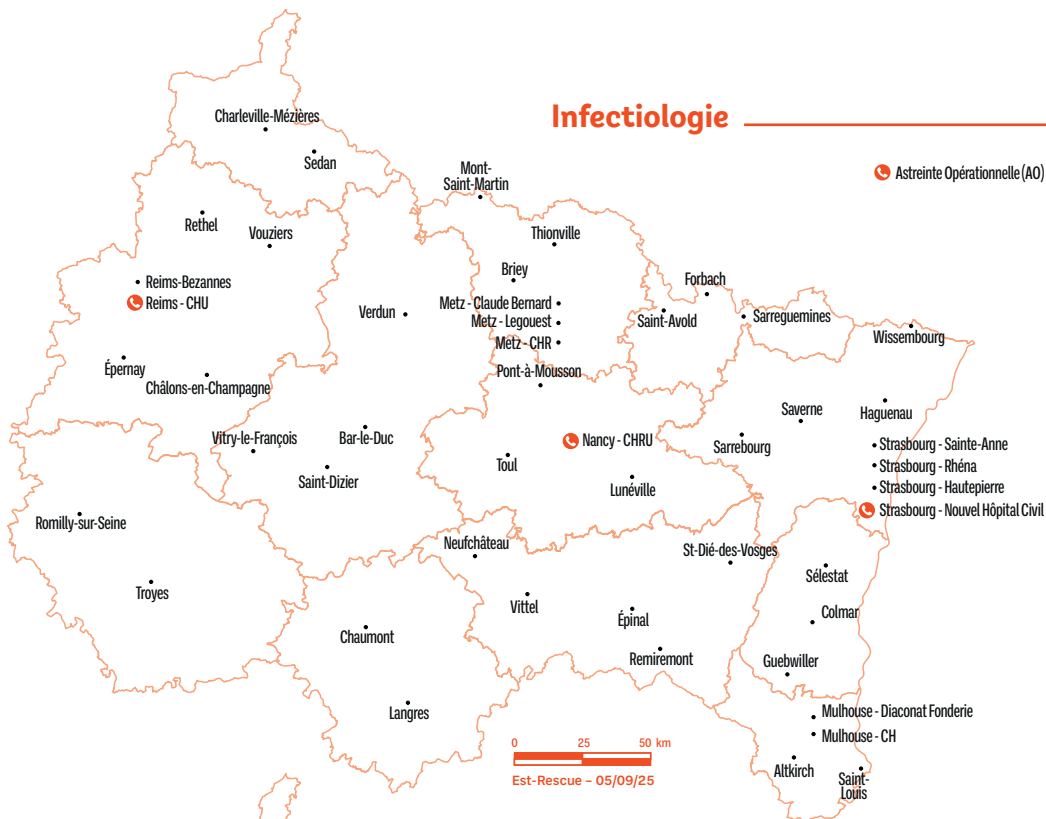 Infectiologie
Astreinte Opérationnelle (AO)
Charleville-Mézières
Sedan
Mont-
Saint-Martin
Rethel
Vouziers
Thionville
Briey
Reims-Bezannes
Reims - CHU
Verdun
Metz - Claude Bernard
Metz - Legouest
Metz - CHR
Forbach
Saint-Avold
Sarreguemines
Wissembourg
Épernay
Châlons-en-Champagne
Pont-à-Mousson
Saverne
Haguenau
Vitry-le-François
Bar-le-Duc
Saint-Dizier
Nancy - CHRU
Toul
Lunéville
Sarrebourg
Strasbourg - Sainte-Anne
Strasbourg - Rhéna
Strasbourg - Hautepierre
Strasbourg - Nouvel Hôpital Civil
Romilly-sur-Seine
Troyes
Neufchâteau
St-Dié-des-Vosges
Vittel
Épinal
Remiremont
Sélestat
Colmar
Guebwiller
Chaumont
Langres
Mulhouse - Diaconat Fonderie
Mulhouse - CH
Altkirch
Saint-
Louis
0 25 50 km
Est-Rescue – 05/09/25